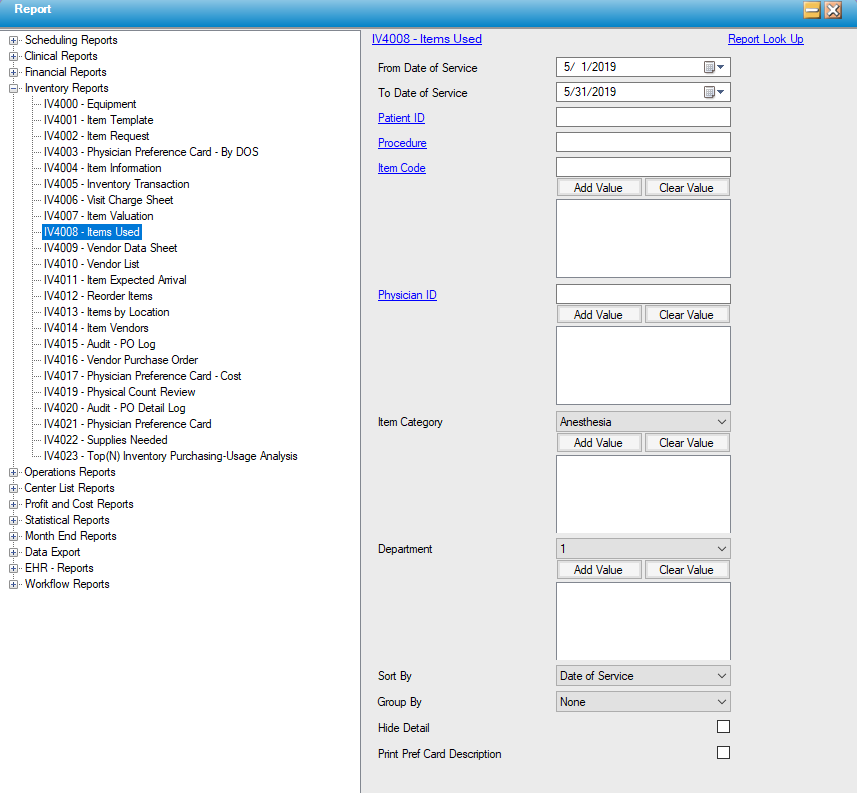 Report
Scheduling Reports
Clinical Reports
Financial Reports
Inventory Reports
IV4000 - Equipment
IV4001 - Item Template
IV4002 - Item Request
IV4003 - Physician Preference Card - By DOS
IV4004 - Item Information
IV4005 - Inventory Transaction
IV4006 - Visit Charge Sheet
IV4007 - Item Valuation
IV4008 - Items Used
IV4009 - Vendor Data Sheet
IV4010 - Vendor List
IV4011 - Item Expected Arrival
IV4012 - Reorder Items
IV4013 - Items by Location
IV4014 - Item Vendors
IV4015 - Audit - PO Log
IV4016 - Vendor Purchase Order
IV4017 - Physician Preference Card - Cost
IV4019 - Physical Count Review
IV4020 - Audit - PO Detail Log
IV4021 - Physician Preference Card
IV4022 - Supplies Needed
IV4023 - Top(N) Inventory Purchasing-Usage Analysis
Operations Reports
Center List Reports
Profit and Cost Reports
Statistical Reports
Month End Reports
Data Export
EHR - Reports
Workflow Reports
IV4008 - Items Used Report Look Up
From Date of Service 5/ 1/2019
To Date of Service 5/31/2019
Patient ID
Procedure
Item Code
Add Value Clear Value
Physician ID
Add Value Clear Value
Item Category Anesthesia
Add Value Clear Value
Department 1
Add Value Clear Value
Sort By Date of Service
Group By None
Hide Detail
Print Pref Card Description